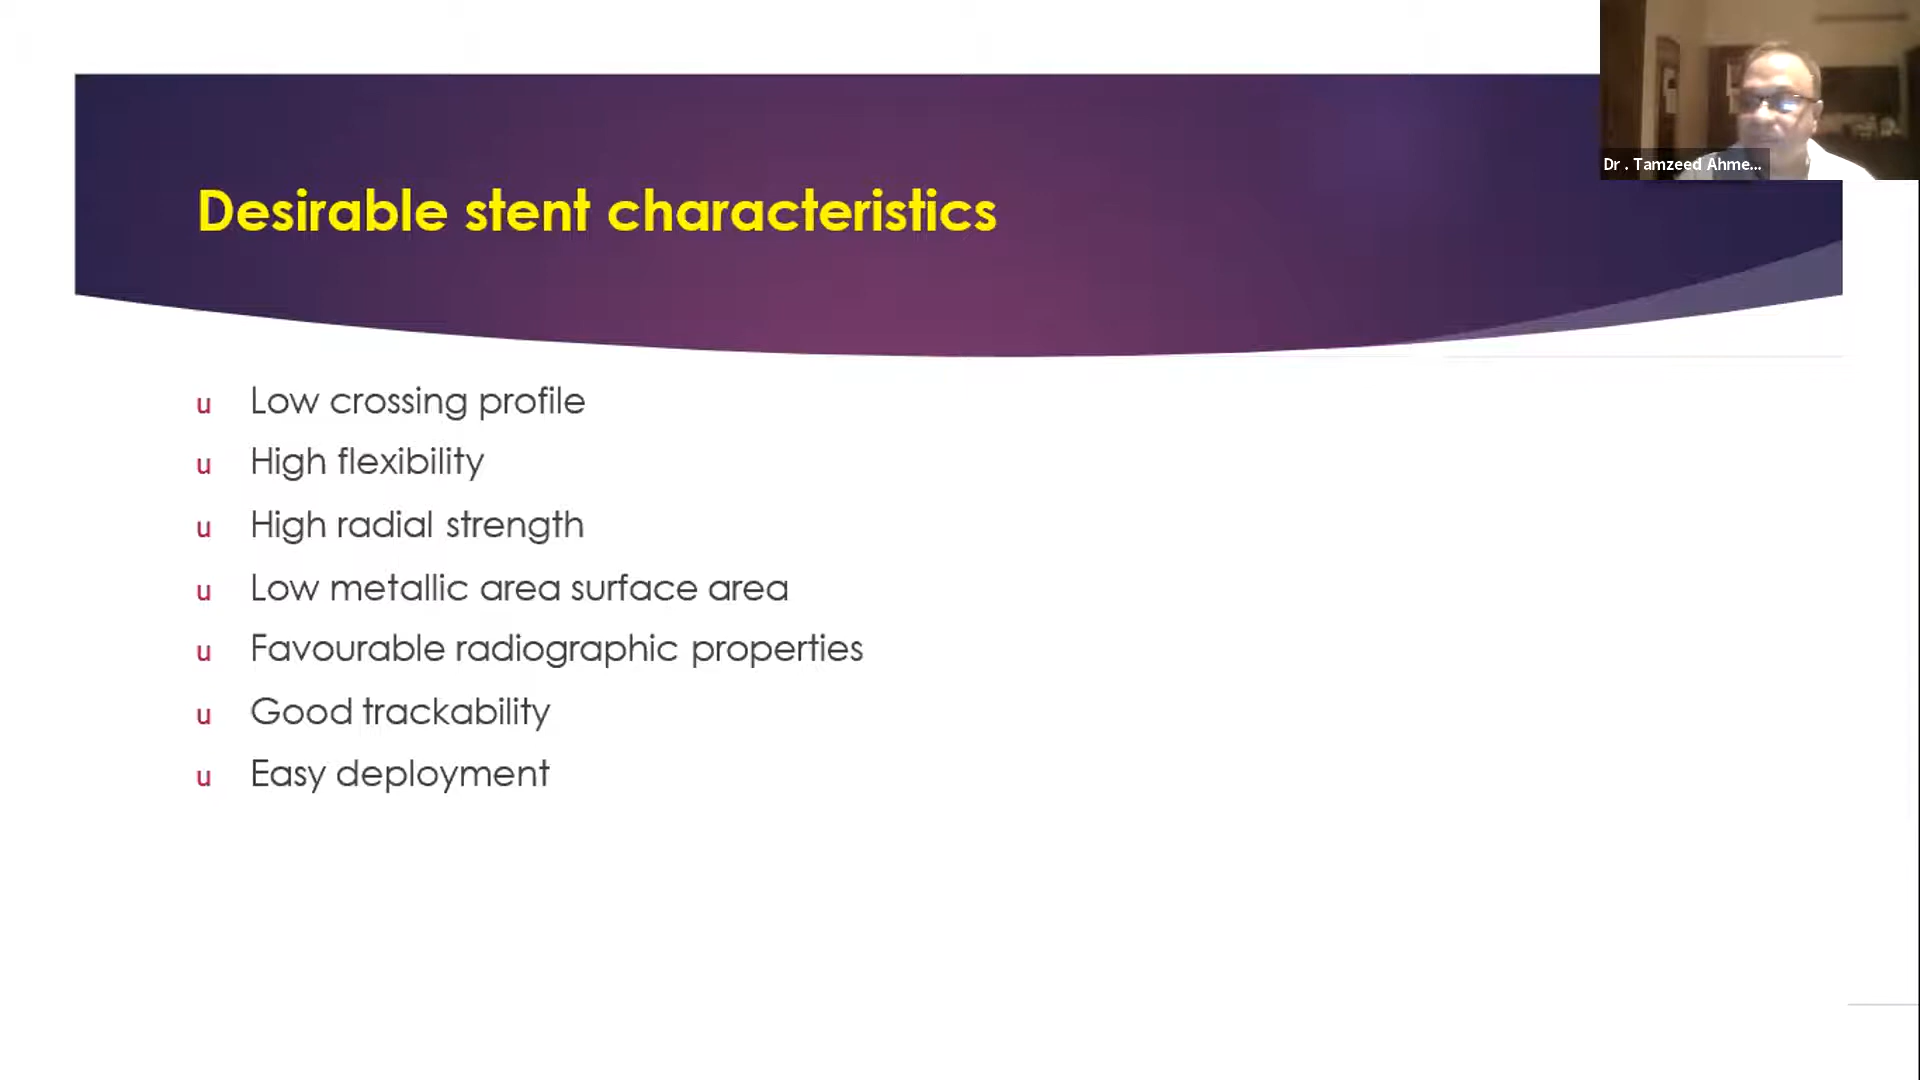 Dr . Tamzeed Ahme...
Desirable stent characteristics
u Low crossing profile
u High flexibility
u High radial strength
u Low metallic area surface area
u Favourable radiographic properties
u Good trackability
u Easy deployment